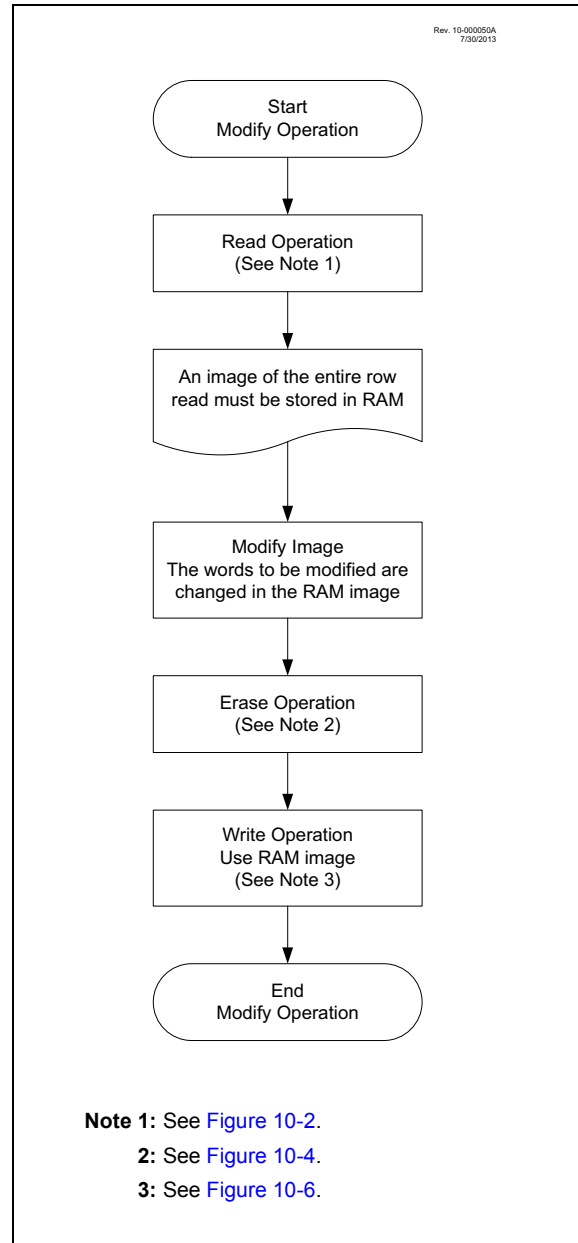 Rev. 10-000050A
7/30/2013
Start
Modify Operation
Read Operation
(See Note 1)
An image of the entire row
read must be stored in RAM
Modify Image
The words to be modified are
changed in the RAM image
Erase Operation
(See Note 2)
Write Operation
Use RAM image
(See Note 3)
End
Modify Operation
Note 1: See Figure 10-2.
2: See Figure 10-4.
3: See Figure 10-6.